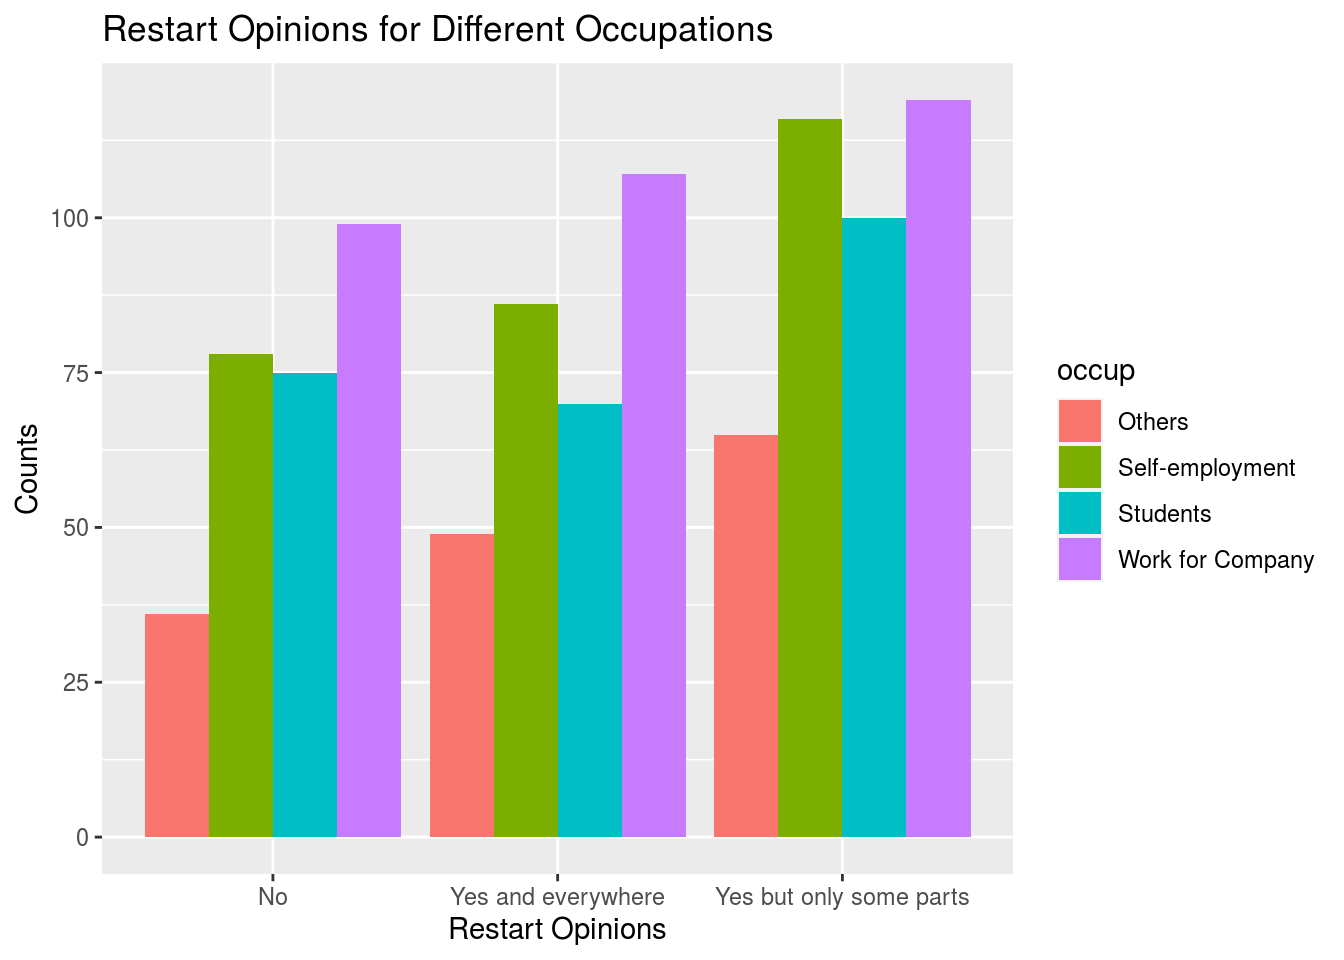 Restart Opinions for Different Occupations
Counts
100
75
50
25
0
No
Yes and everywhere
Yes but only some parts
Restart Opinions
occup
Others
Self-employment
Students
Work for Company